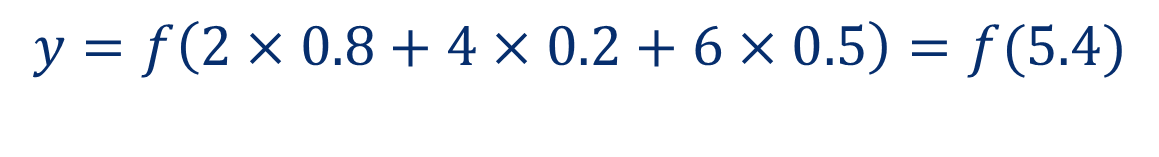 y = f(2 × 0.8 + 4 × 0.2 + 6 × 0.5) = f(5.4)